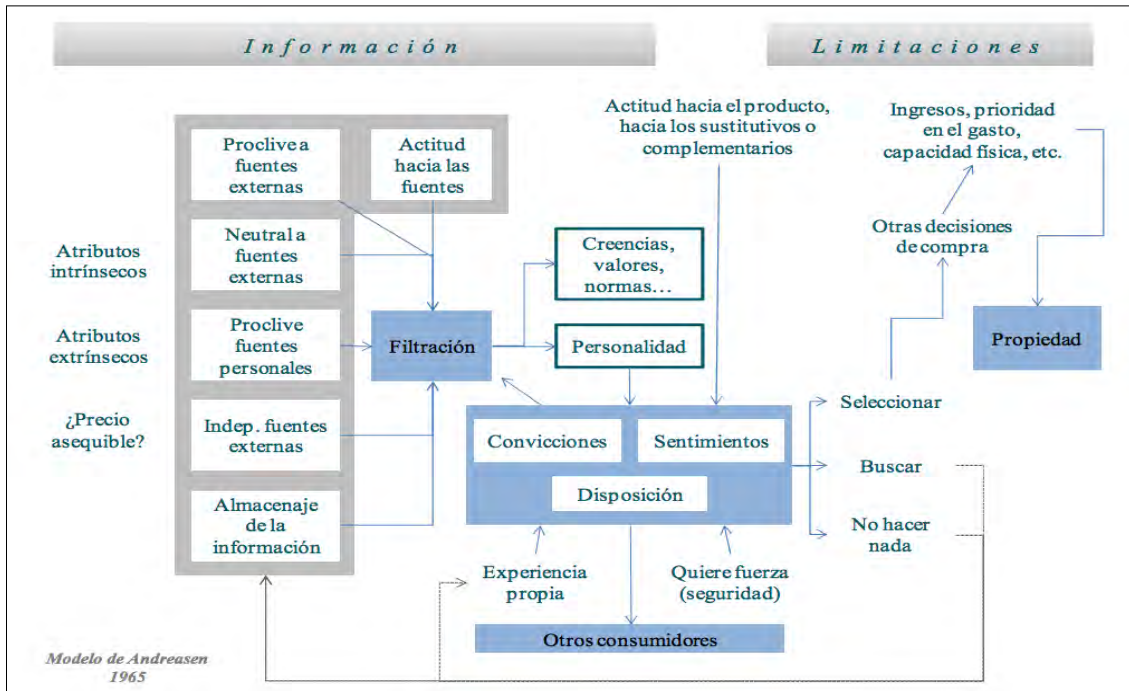 Información
Limitaciones
Proclive a
fuentes
externas
Actitud
hacia las
fuentes
Actitud hacia el producto,
hacia los sustitutivos o
complementarios
Ingresos, prioridad
en el gasto,
capacidad física, etc.
Atributos
intrínsecos
Neutral a
fuentes
externas
Creencias,
valores,
normas…
Otras decisiones
de compra
Atributos
extrínsecos
Proclive
fuentes
personales
Filtración
Personalidad
Propiedad
¿Precio
asequible?
Indep. fuentes
externas
Convicciones
Sentimientos
Disposición
Seleccionar
Buscar
No hacer
nada
Almacenaje
de la
información
Experiencia
propia
Quiere fuerza
(seguridad)
Otros consumidores
Modelo de Andreasen
1965